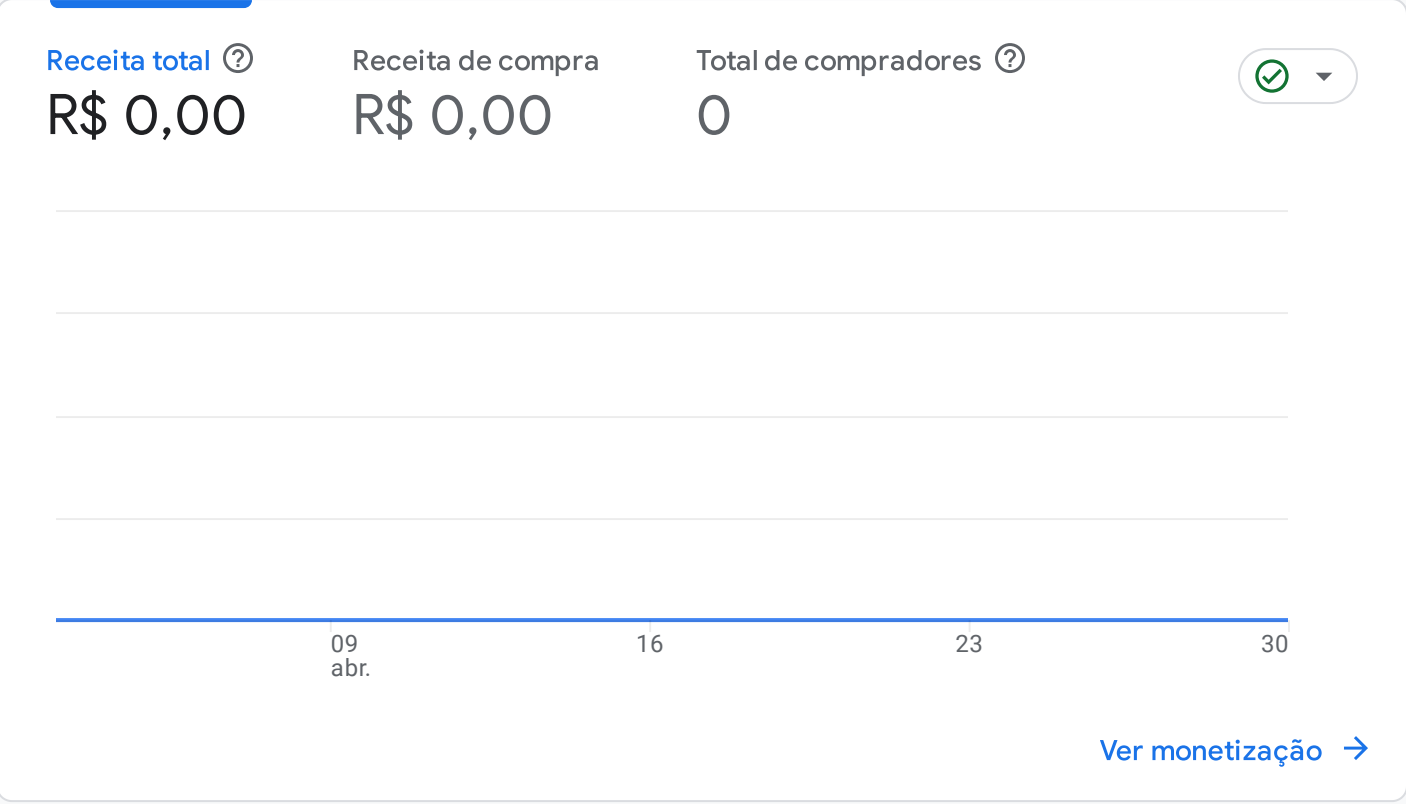 Receita total
Receita de compra
Total de compradores
R$ 0,00
R$ 0,00
0
09
abr.
16
23
30
Ver monetização